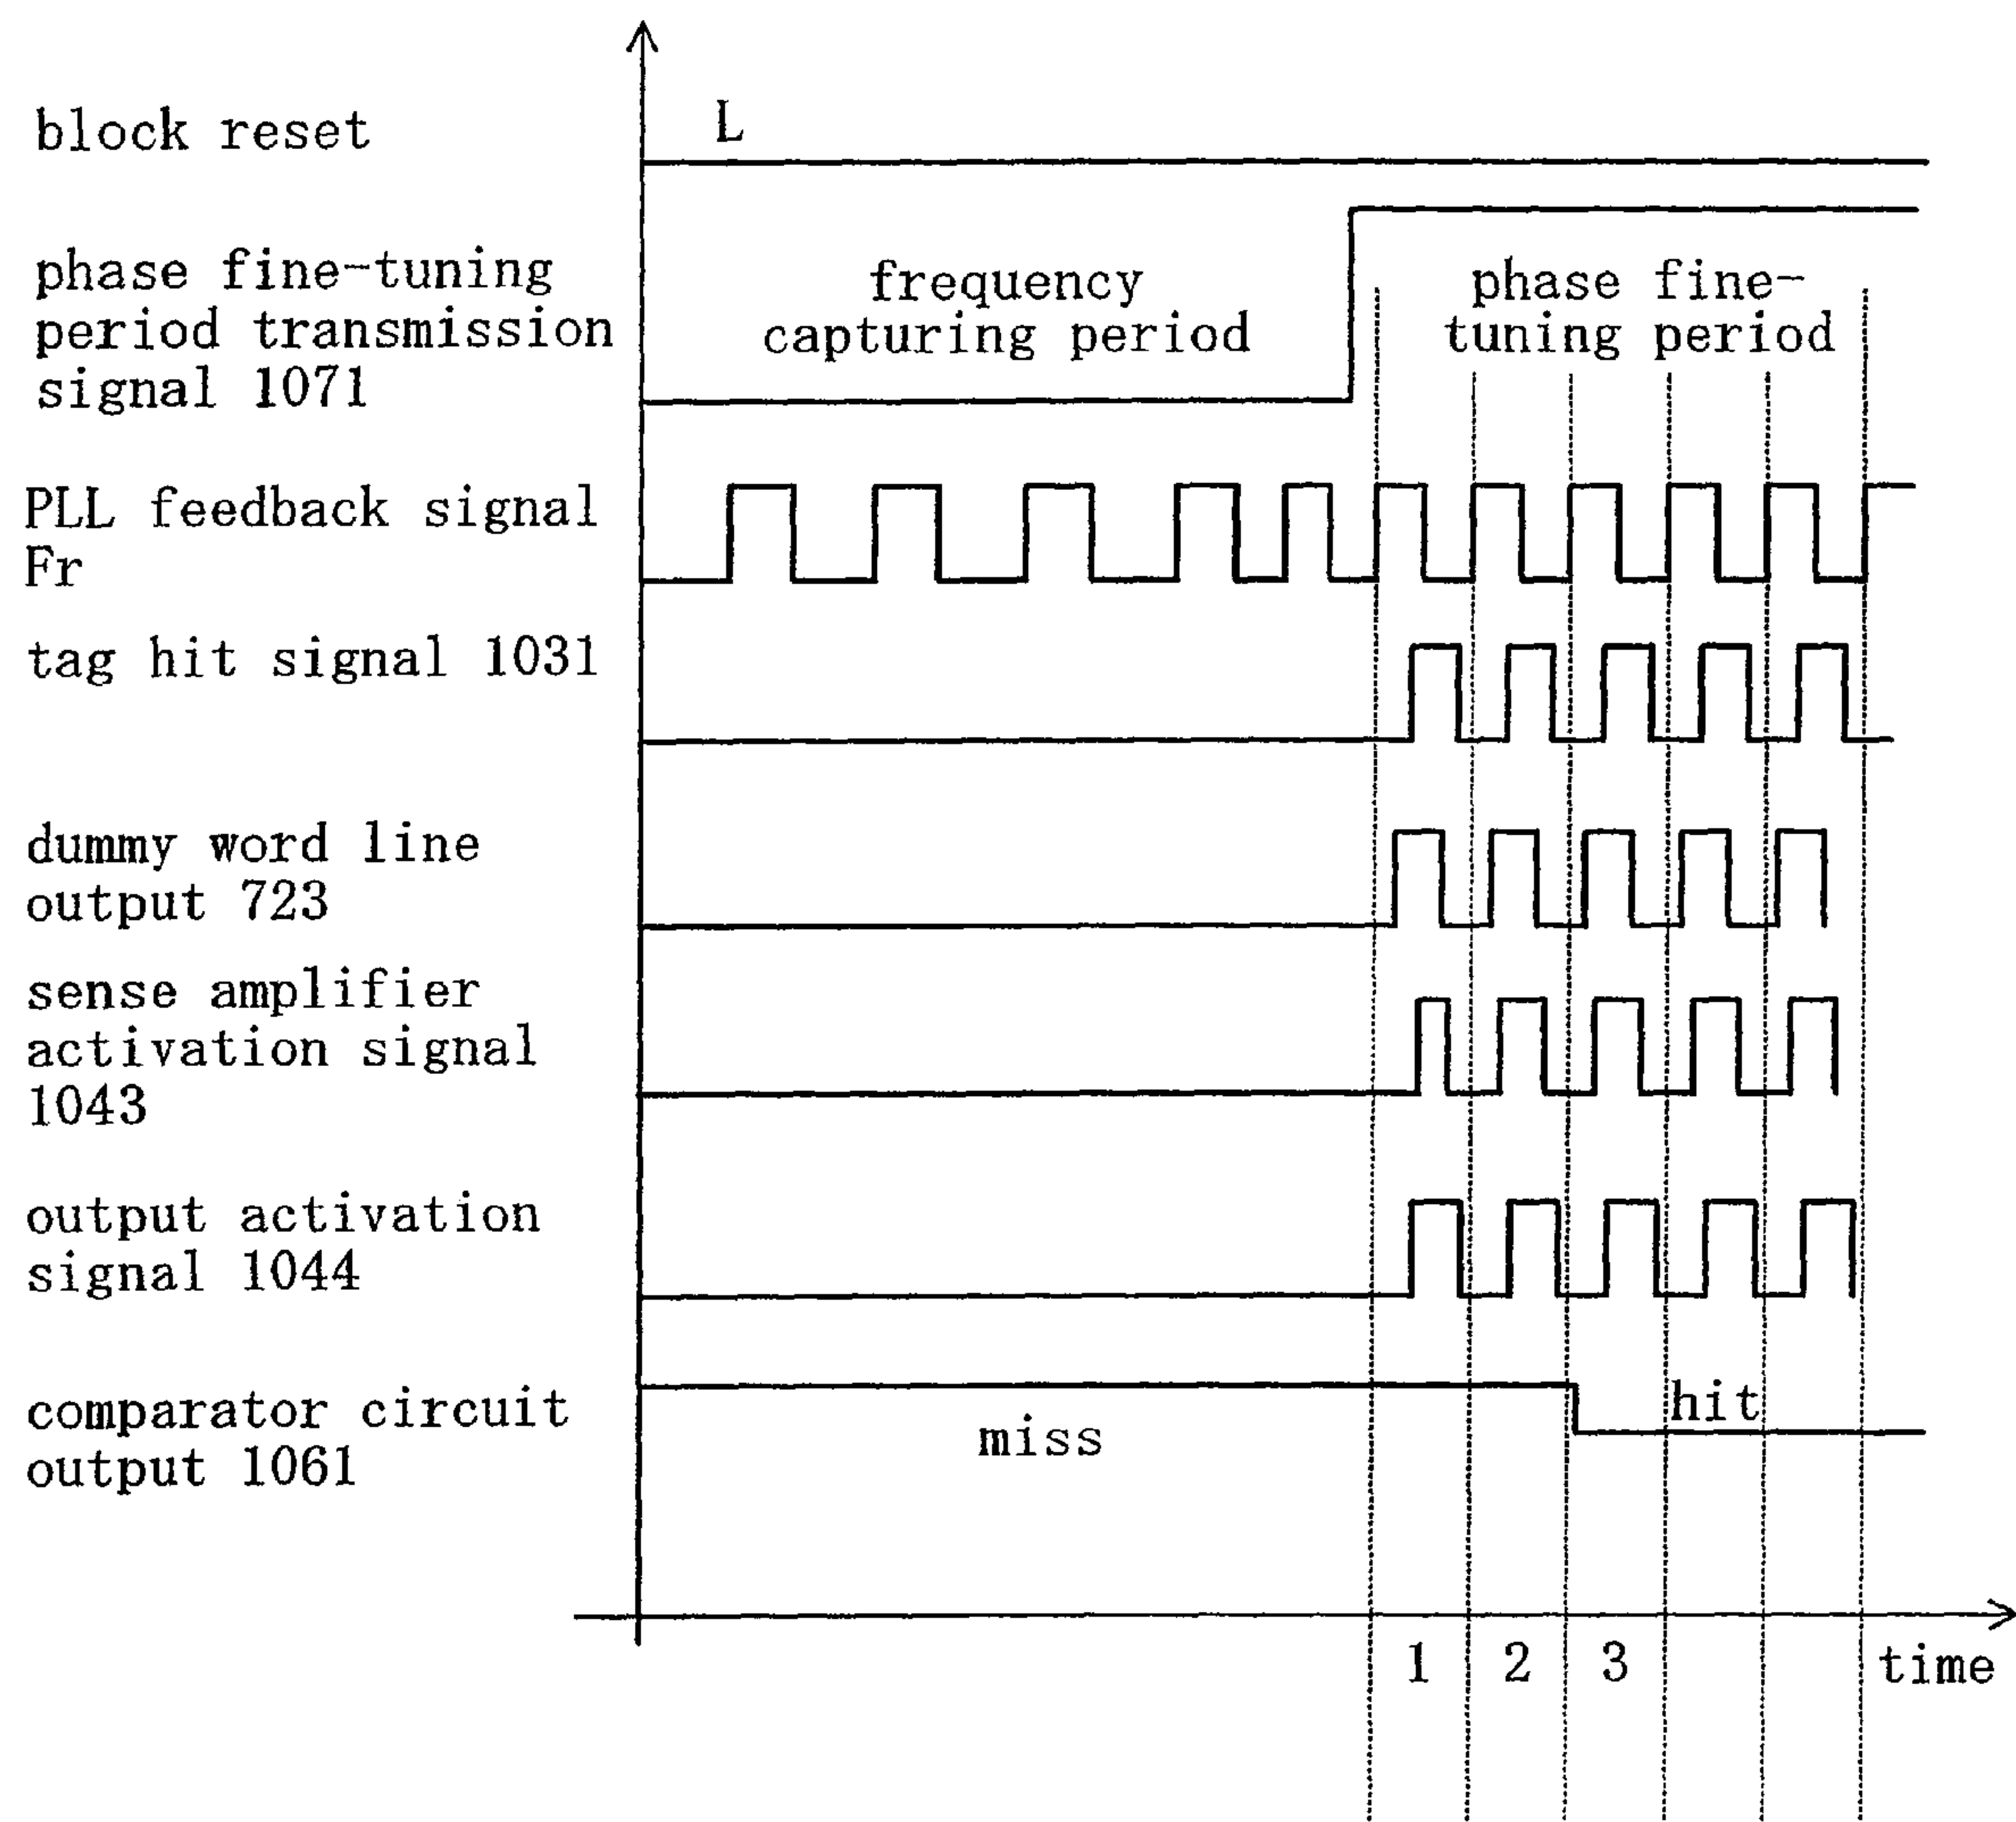 L
block reset
phase fine-tuning
period transmission
signal 1071
frequency
capturing period
phase fine-
tuning period
PLL feedback signal
Fr
tag hit signal 1031
dummy word line
output 723
sense amplifier
activation signal
1043
output activation
signal 1044
comparator circuit
output 1061
miss
hit
1 2 3 time